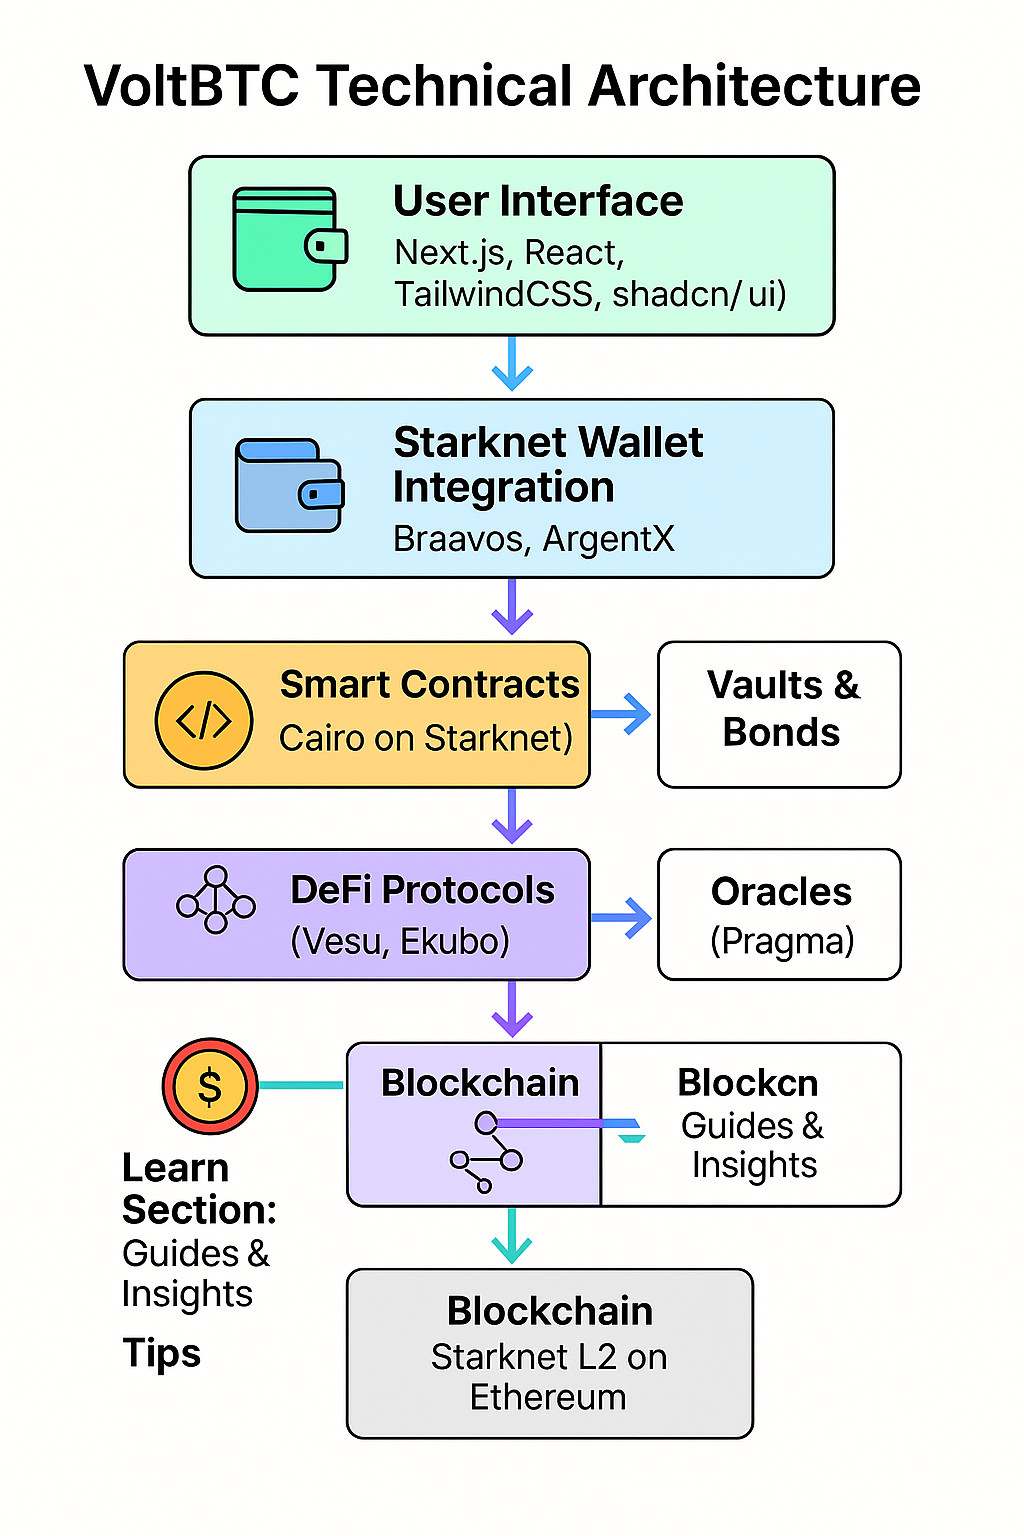 VoltBTC Technical Architecture
User Interface
Next.js, React,
TailwindCSS, shadcn/ui)
Starknet Wallet
Integration
Braavos, ArgentX
Smart Contracts
Cairo on Starknet)
</>
Vaults &
Bonds
DeFi Protocols
(Vesu, Ekubo)
Oracles
(Pragma)
$
Learn
Section:
Guides &
Insights
Tips
Blockchain
Blockcn
Guides &
Insights
Blockchain
Starknet L2 on
Ethereum